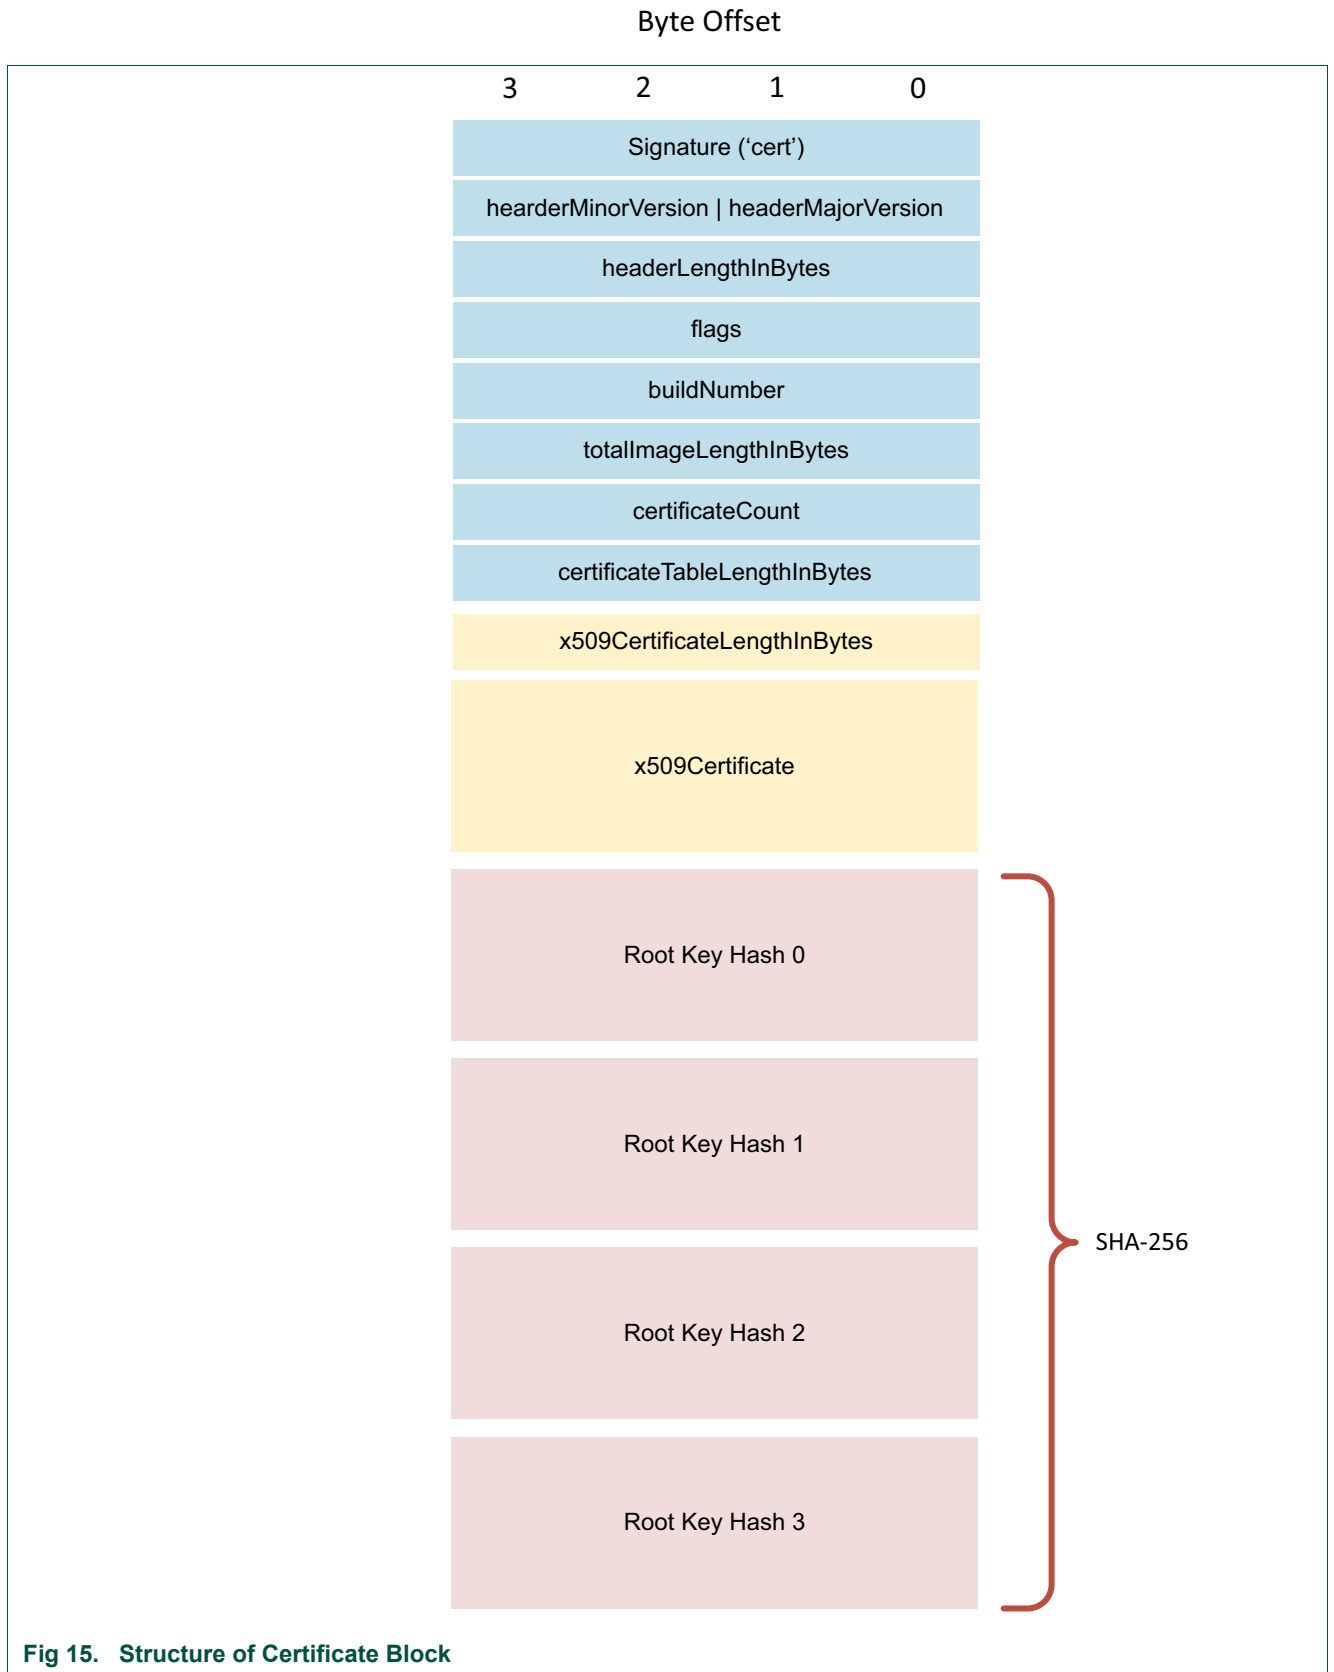 Byte Offset
3 2 1 0
Signature (‘cert’)
hearderMinorVersion | headerMajorVersion
headerLengthInBytes
flags
buildNumber
totalImageLengthInBytes
certificateCount
certificateTableLengthInBytes
x509CertificateLengthInBytes
x509Certificate
Root Key Hash 0
Root Key Hash 1
SHA-256
Root Key Hash 2
Root Key Hash 3
Fig 15. Structure of Certificate Block